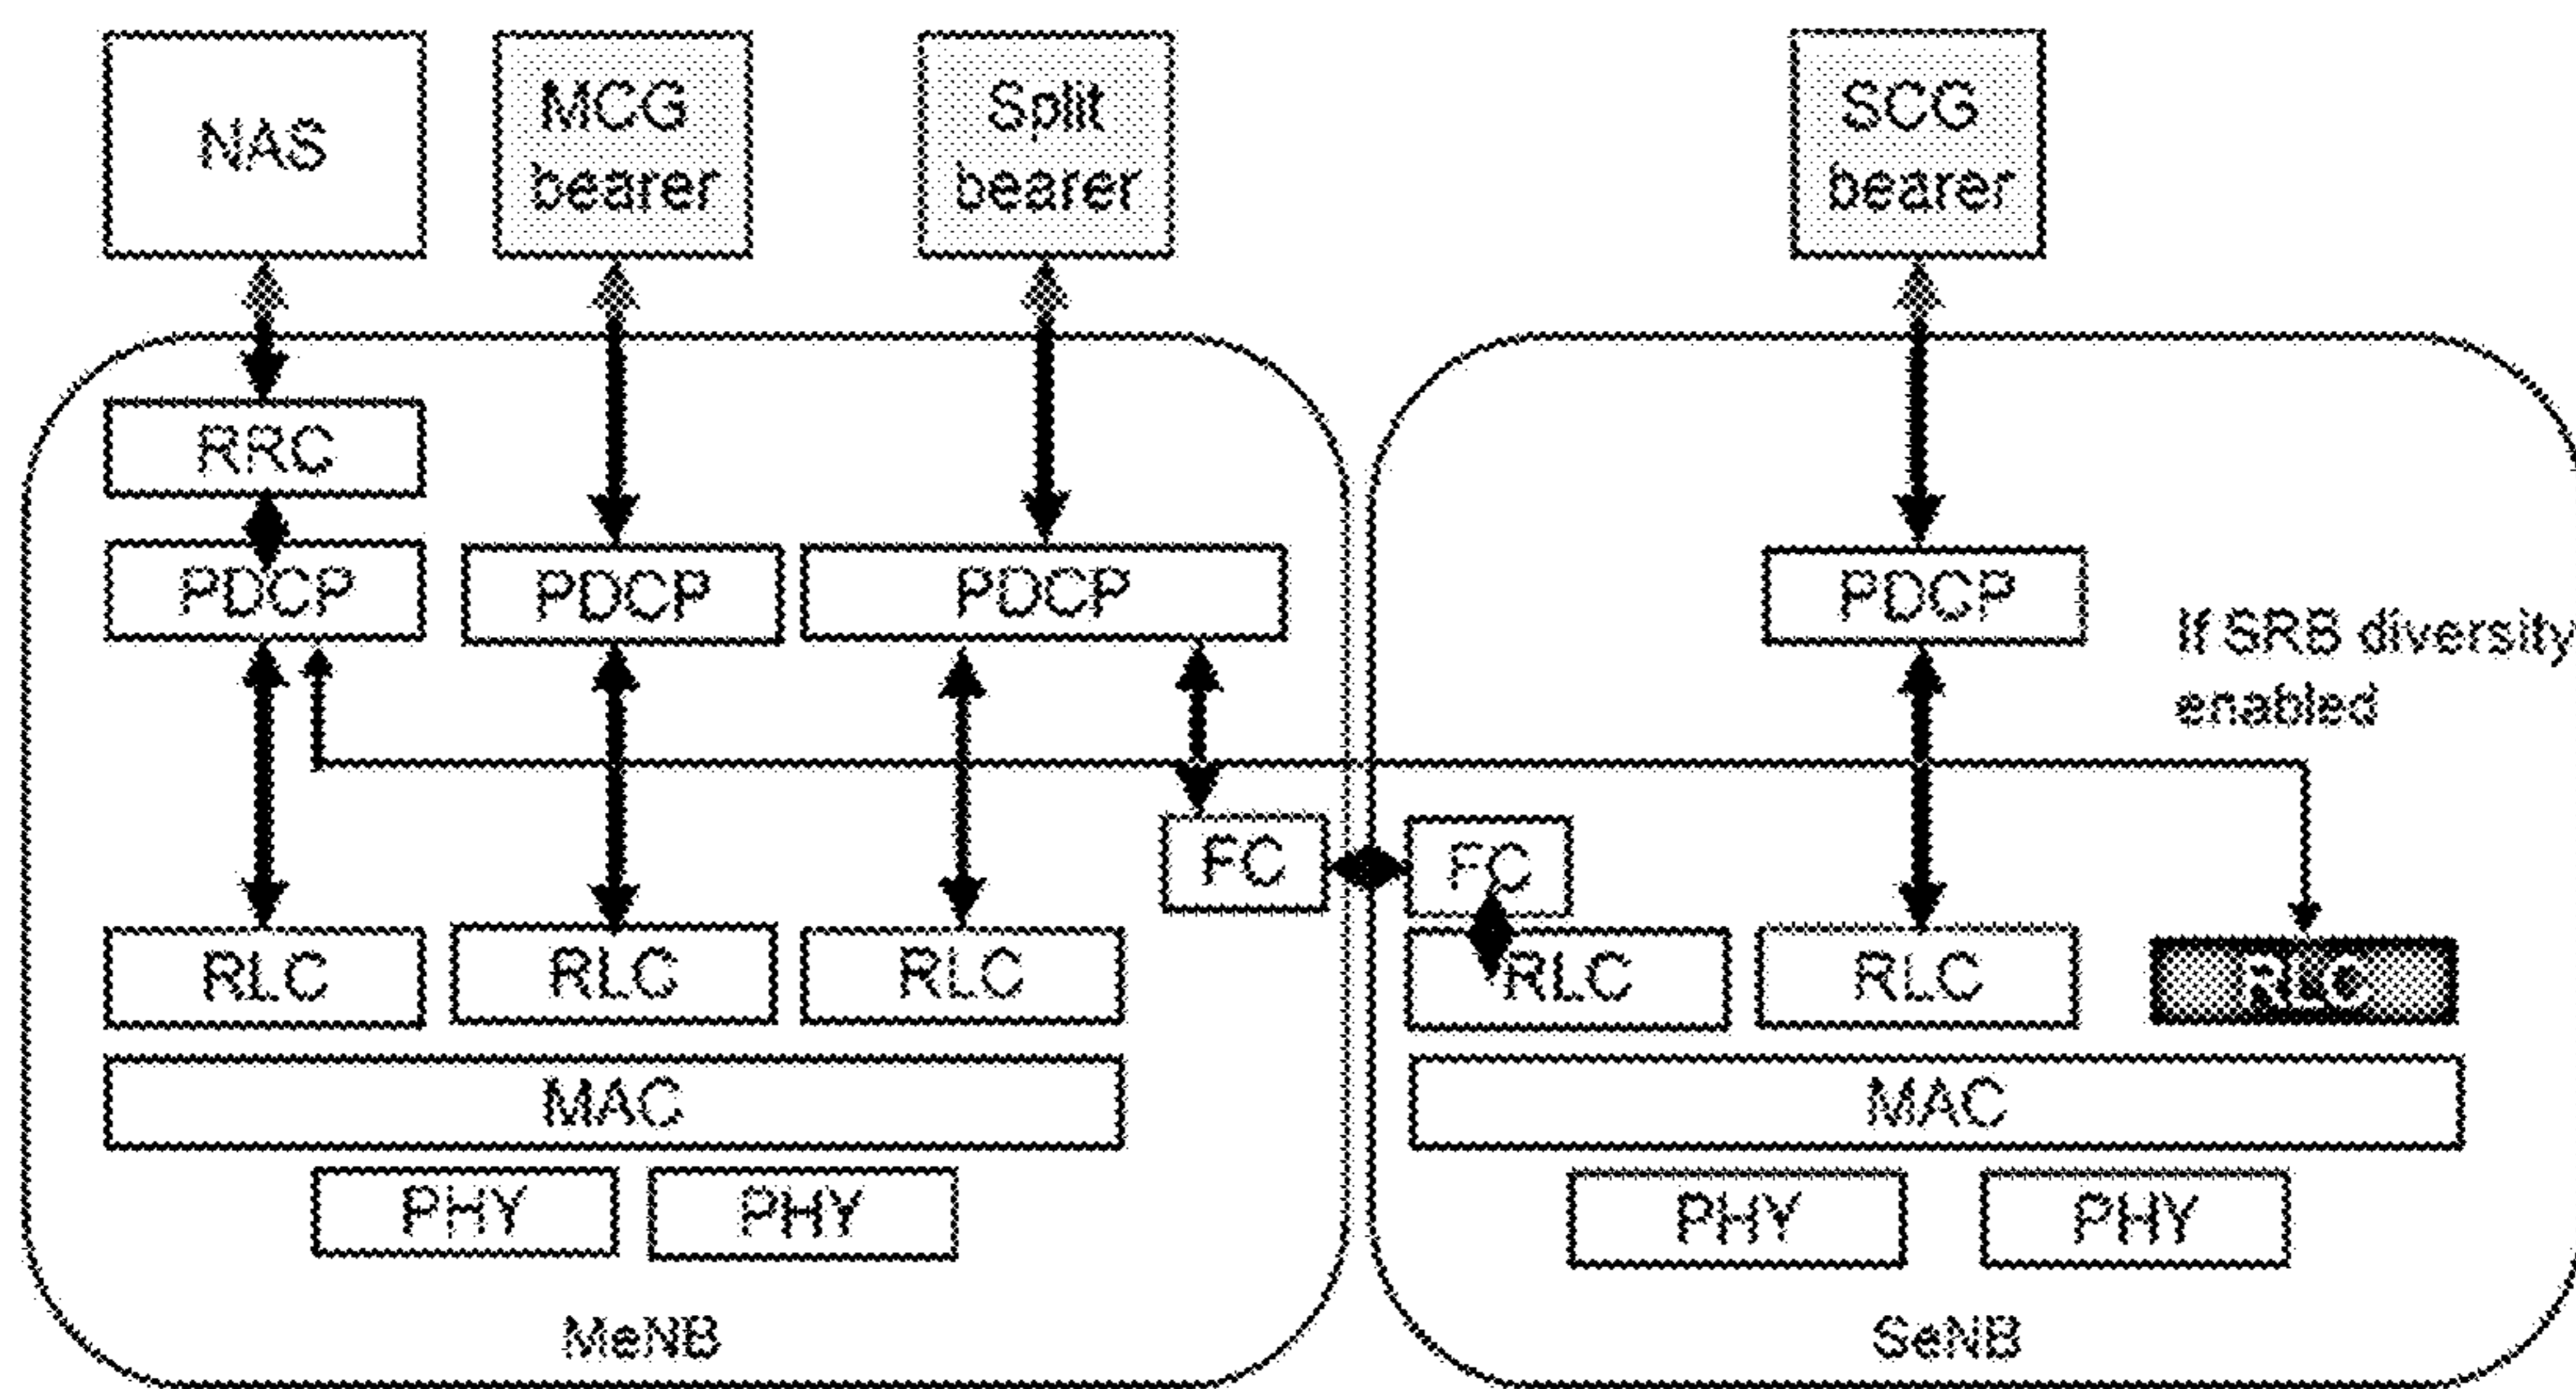 NAS
MCG
bearer
Split
bearer
SCG
bearer
RRC
PDCP
PDCP
PDCP
PDCP
If SRB diversity
enabled
FC
FC
RLC
RLC
RLC
RLC
RLC
RLC
MAC
MAC
PHY
PHY
PHY
PHY
MeNB
SeNB